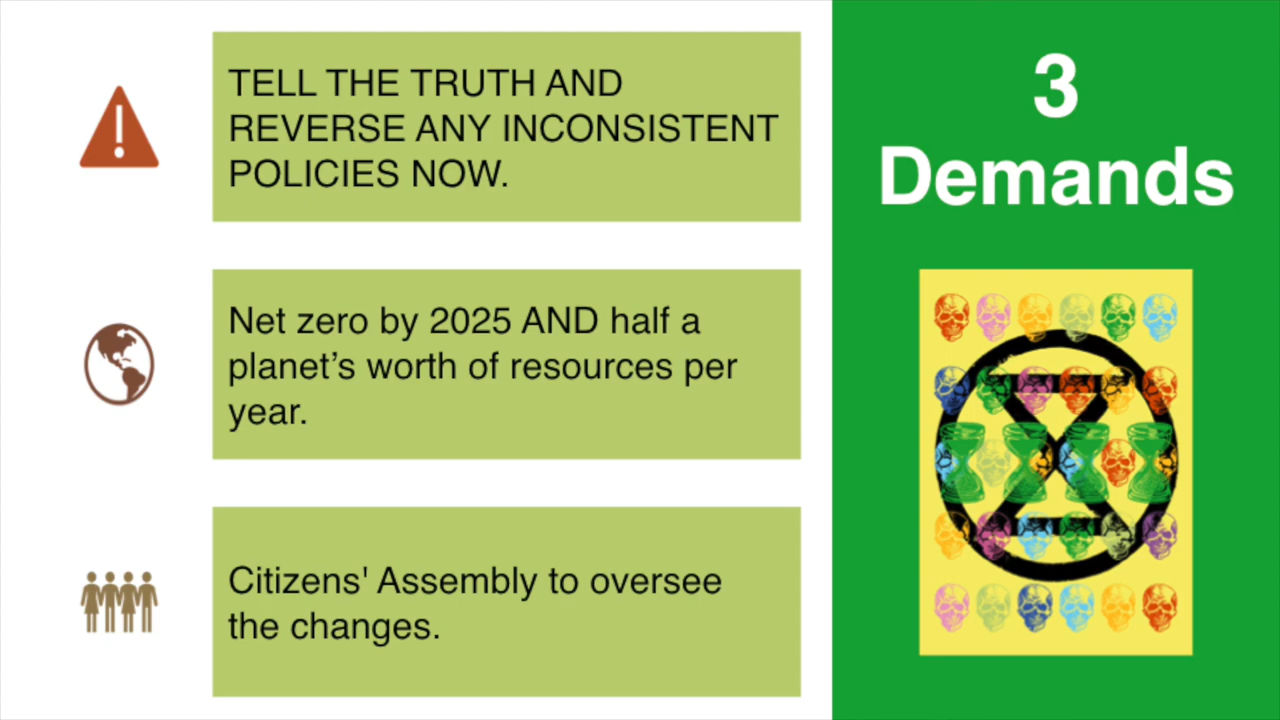 TELL THE TRUTH AND
REVERSE ANY INCONSISTENT
POLICIES NOW.
Net zero by 2025 AND half a
planet’s worth of resources per
year.
Citizens' Assembly to oversee
the changes.
3
Demands